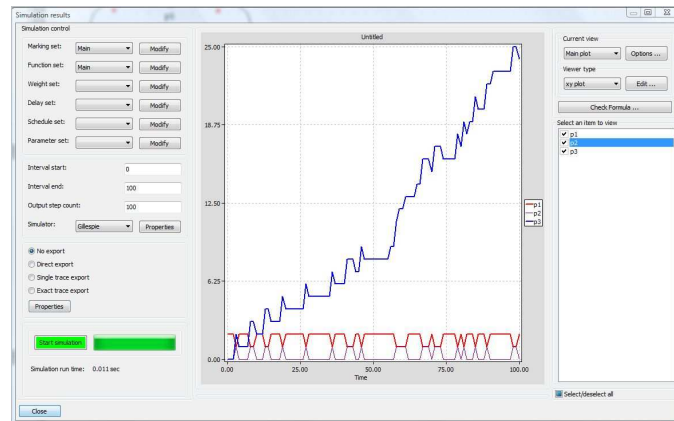 Simulation results
Simulation control
Marking set: Main Modify
Function set: Main Modify
Weight set: Modify
Delay set: Modify
Schedule set: Modify
Parameter set: Modify
Interval start: 0
Interval end: 100
Output step count: 100
Simulator: Gillespie Properties
No export
Direct export
Single trace export
Exact trace export
Properties
Start simulation
Simulation run time: 0.011 sec
Close
Untitled
25.00
18.75
12.50
6.25
0.00
0.00 25.00 50.00 75.00 100.00
Time
p1
p2
p3
Current view
Main plot Options ...
Viewer type
xy plot Edit ...
Check Formula ...
Select an item to view
p1
p2
p3
Select/deselect all